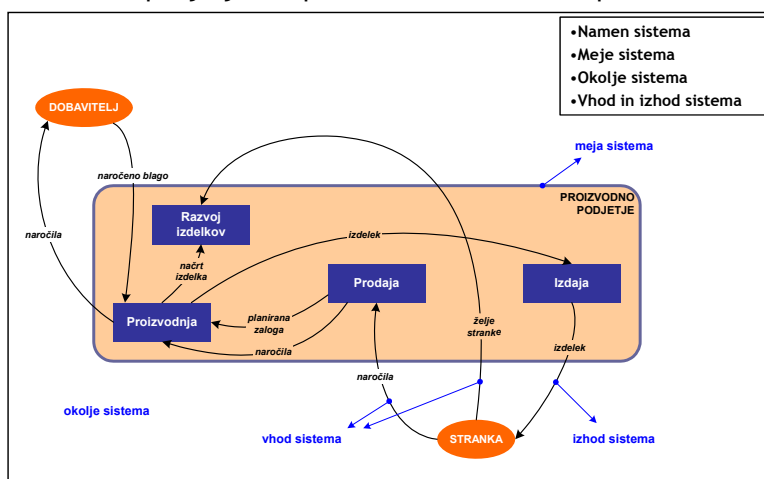 •Namen sistema
•Meje sistema
•Okolje sistema
•Vhod in izhod sistema
DOBAVITELJ
meja sistema
naročeno blago
PROIZVODNO
PODJETJE
Razvoj
izdelkov
naročila
izdelek
načrt
izdelka
Prodaja
Izdaja
Proizvodnja
planirana
zaloga
želje
stranke
naročila
izdelek
naročila
okolje sistema
vhod sistema
STRANKA
izhod sistema